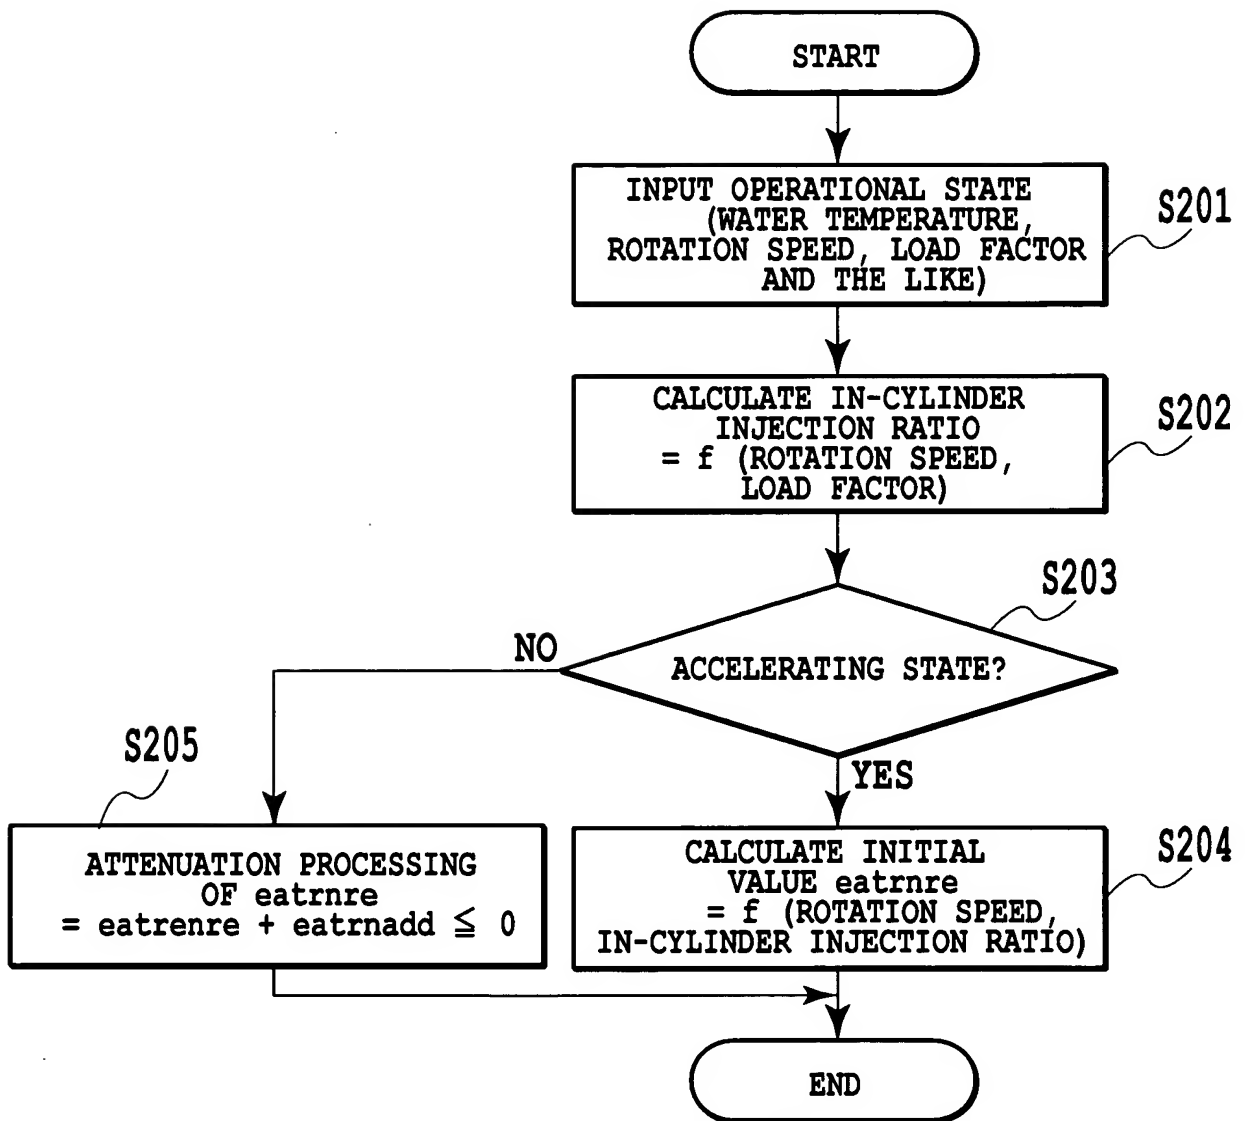 START
INPUT OPERATIONAL STATE
(WATER TEMPERATURE,
ROTATION SPEED, LOAD FACTOR
AND THE LIKE)
S201
CALCULATE IN-CYLINDER
INJECTION RATIO
= f (ROTATION SPEED,
LOAD FACTOR)
S202
S203
ACCELERATING STATE?
NO
YES
S205
ATTENUATION PROCESSING
OF eatrnre
= eatrenre + eatrnadd ≦ 0
CALCULATE INITIAL
VALUE eatrnre
= f (ROTATION SPEED,
IN-CYLINDER INJECTION RATIO)
S204
END